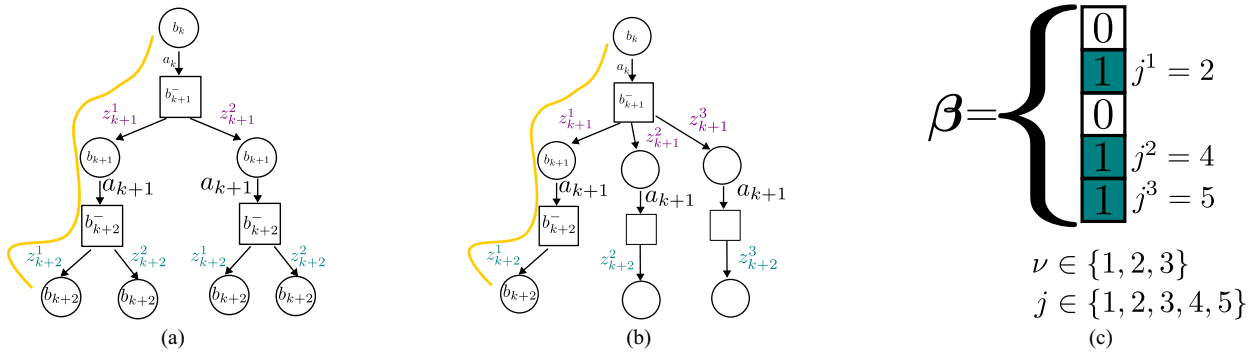 b_k
a_k
b^-_{k+1}
z^1_{k+1} z^2_{k+1}
b_{k+1} b_{k+1}
a_{k+1} a_{k+1}
b^-_{k+2} b^-_{k+2}
z^1_{k+2} z^2_{k+2} z^1_{k+2} z^2_{k+2}
b_{k+2} b_{k+2} b_{k+2} b_{k+2}
(a)
b_k
a_k
b^-_{k+1}
z^1_{k+1} z^2_{k+1} z^3_{k+1}
b_{k+1}
a_{k+1} a_{k+1} a_{k+1}
b^-_{k+2}
z^1_{k+2} z^2_{k+2} z^3_{k+2}
b_{k+2}
(b)
β=
0
1 j^1 = 2
0
1 j^2 = 4
1 j^3 = 5
ν ∈ {1, 2, 3}
j ∈ {1, 2, 3, 4, 5}
(c)